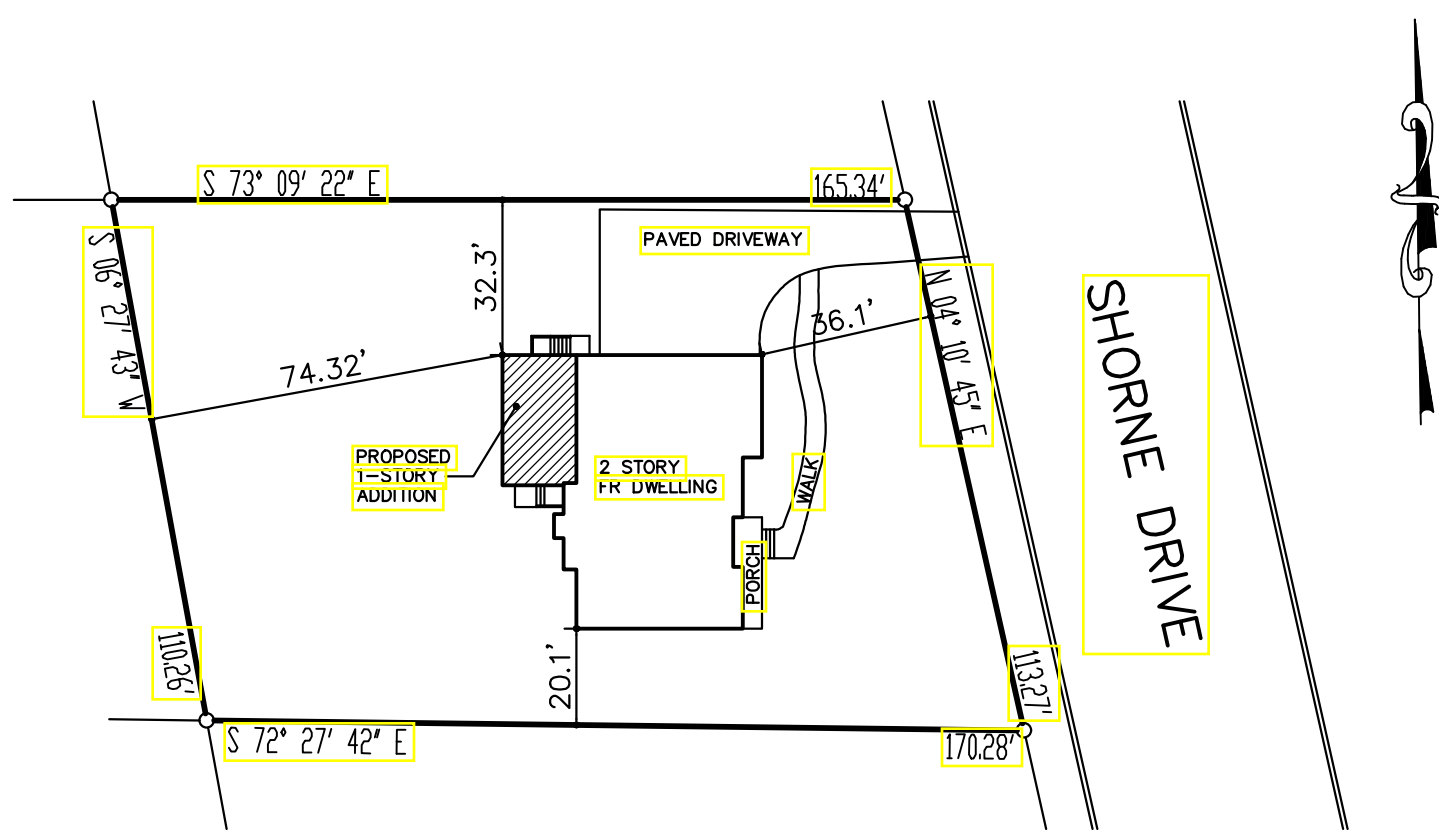 S 73° 09' 22" E
165.34'
PAVED DRIVEWAY
S 06° 27' 43" W
32.3'
36.1'
N 04° 10' 45" E
74.32'
SHORNE DRIVE
PROPOSED
1-STORY
ADDITION
2 STORY
FR DWELLING
WALK
PORCH
110.26'
20.1'
113.27'
S 72° 27' 42" E
170.28'